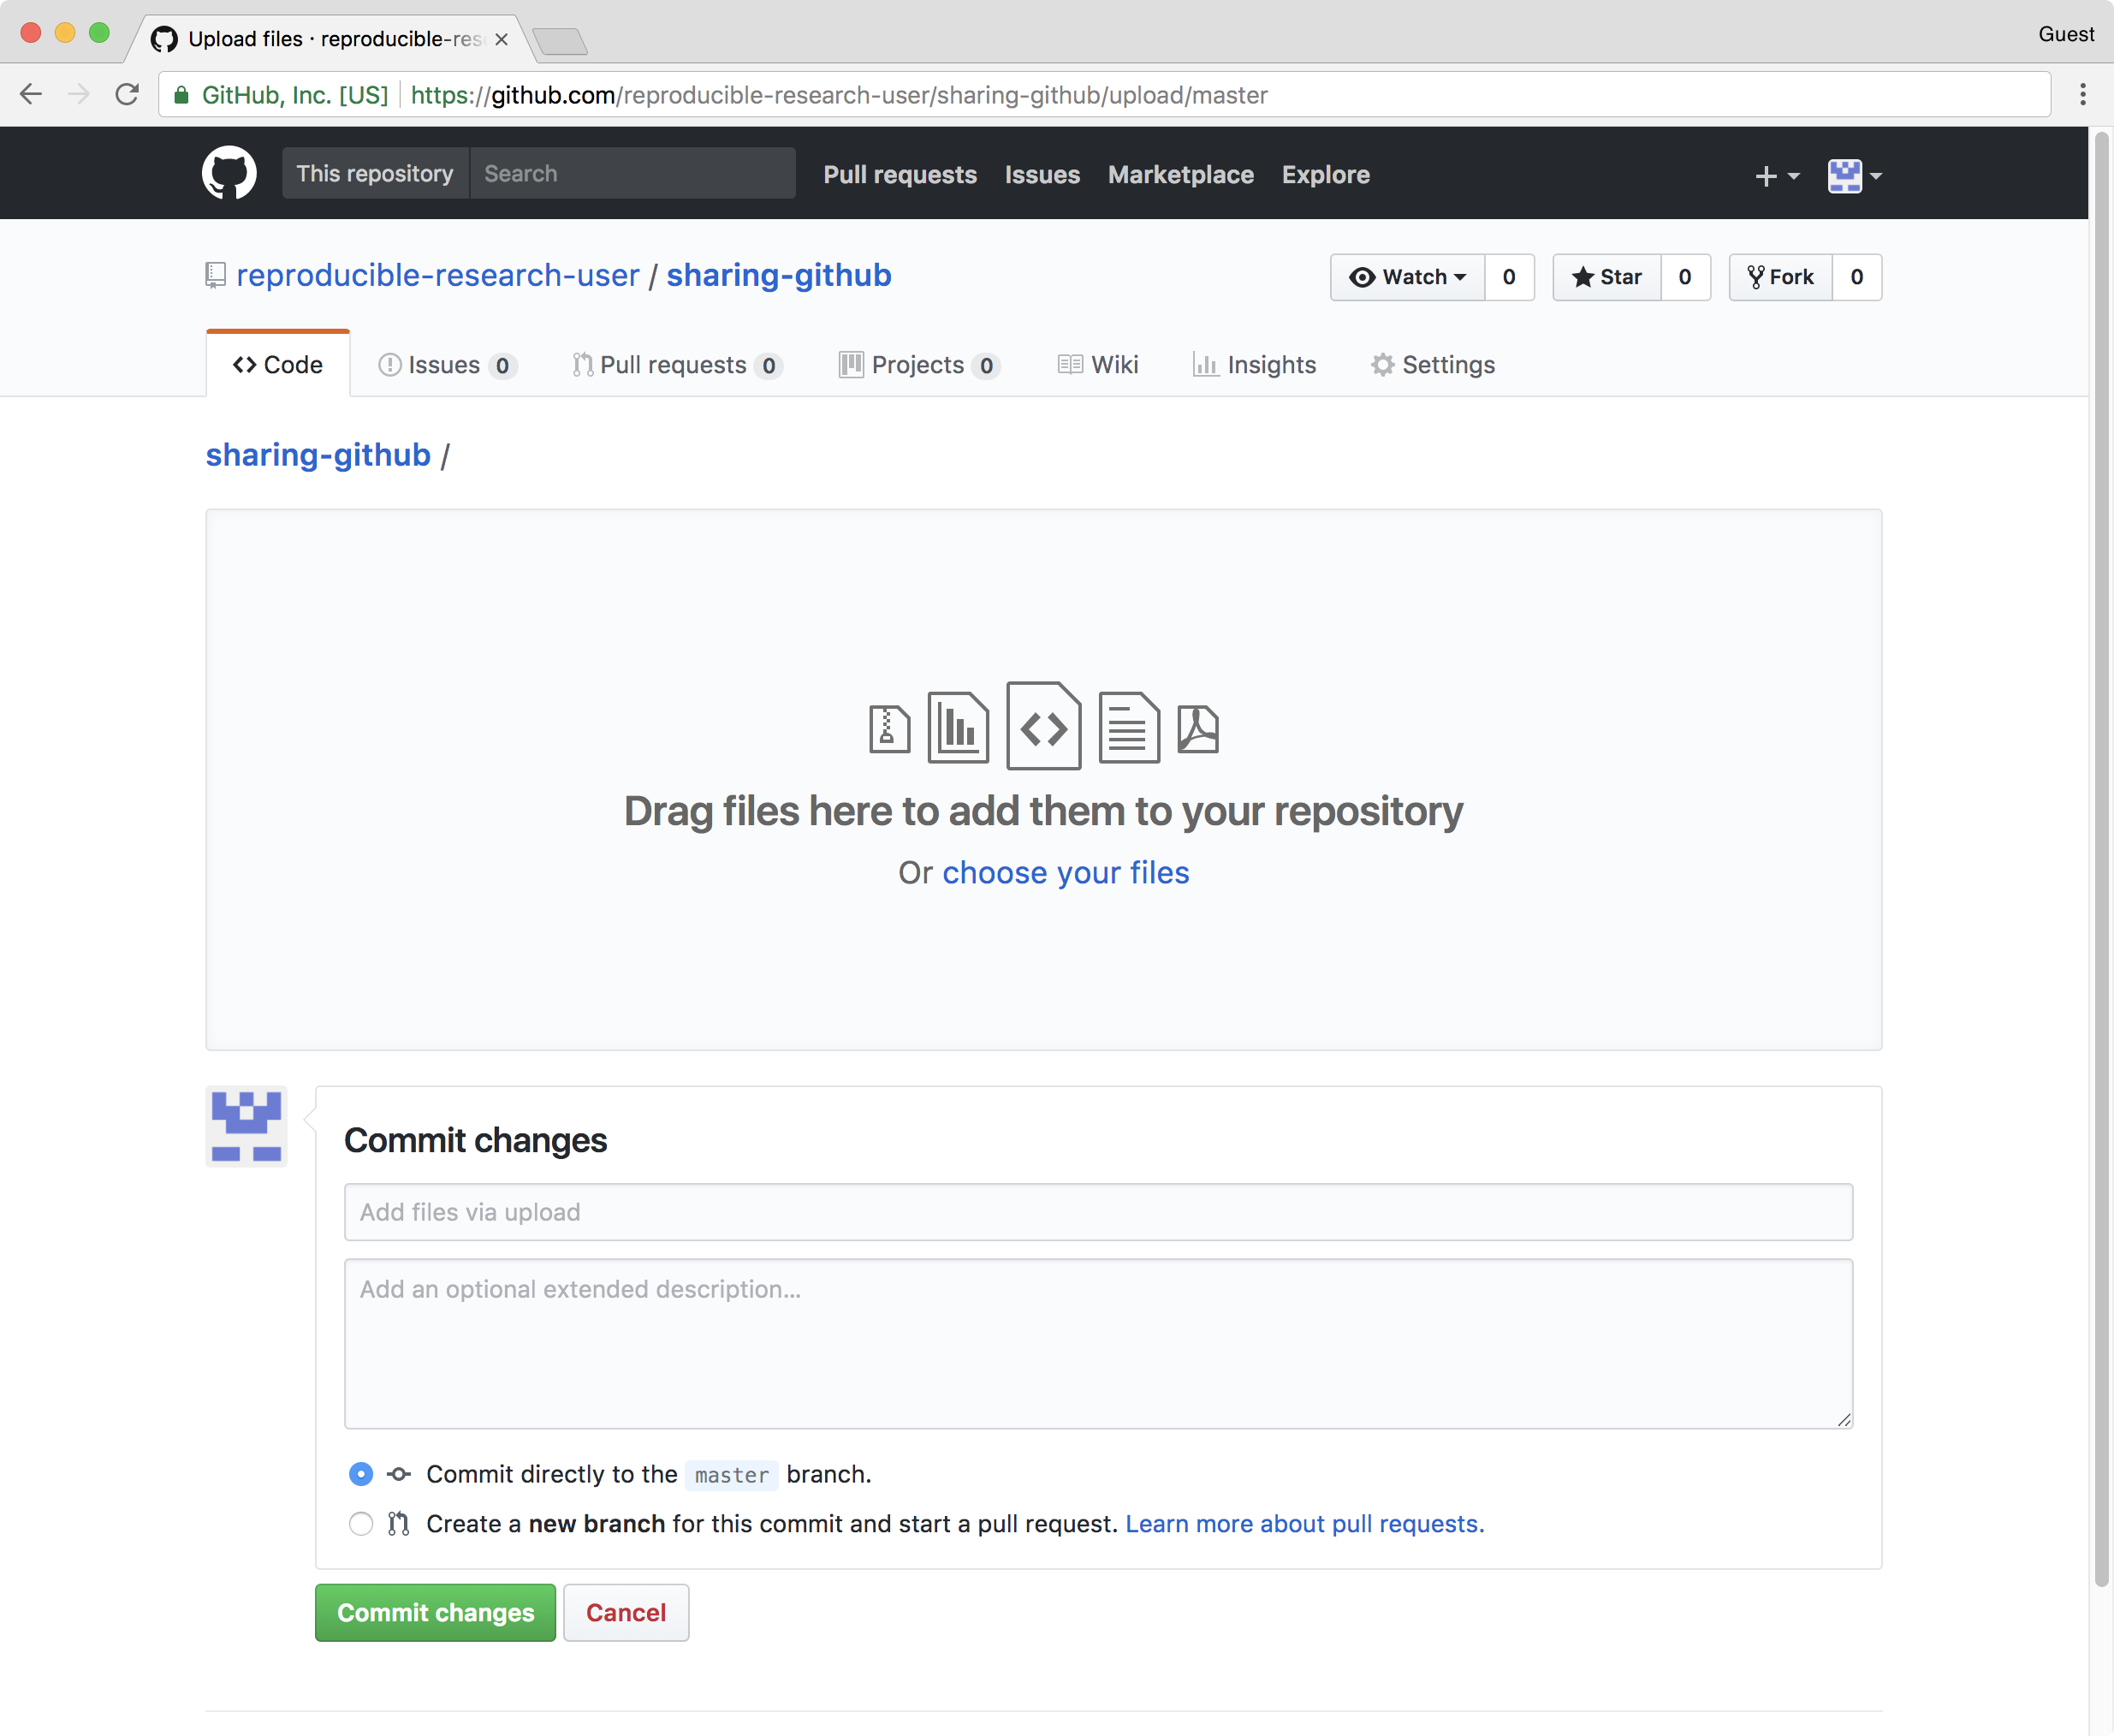 Upload files · reproducible-res
Guest
GitHub, Inc. [US] https://github.com/reproducible-research-user/sharing-github/upload/master
This repository Search Pull requests Issues Marketplace Explore
reproducible-research-user / sharing-github Watch 0 Star 0 Fork 0
Code Issues 0 Pull requests 0 Projects 0 Wiki Insights Settings
sharing-github /
Drag files here to add them to your repository
Or choose your files
Commit changes
Add files via upload
Add an optional extended description...
Commit directly to the master branch.
Create a new branch for this commit and start a pull request. Learn more about pull requests.
Commit changes Cancel